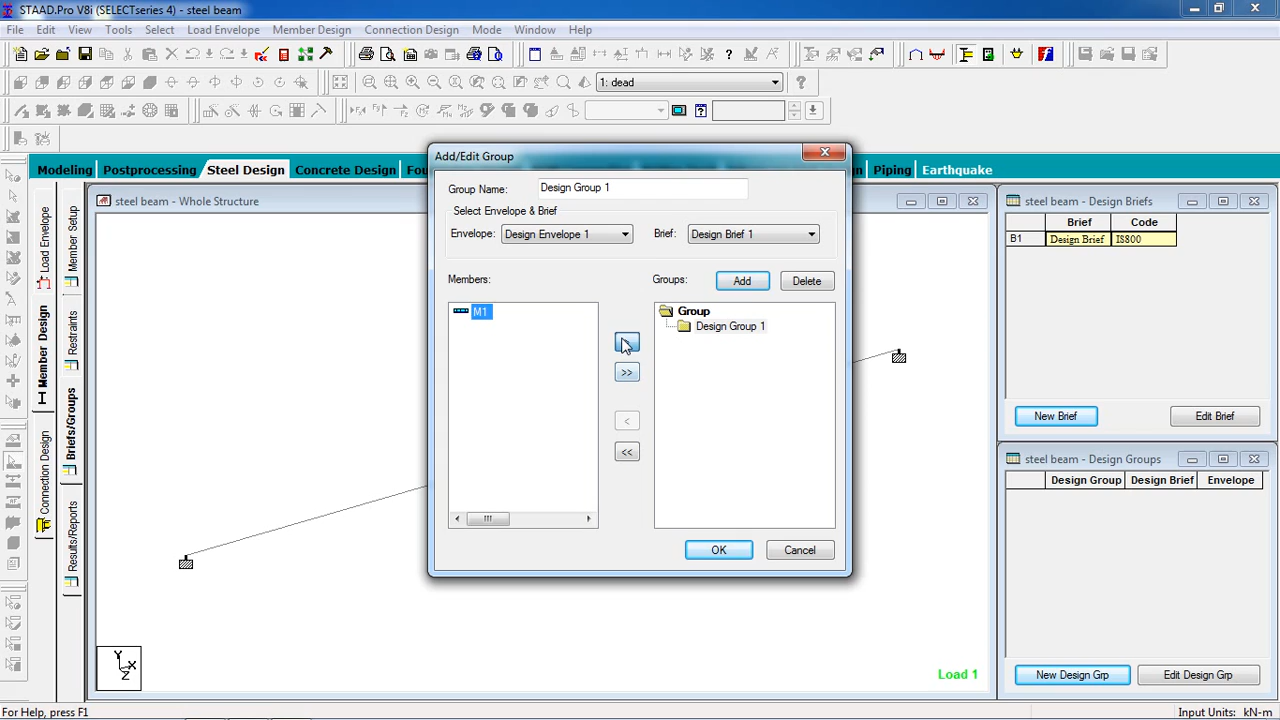 STAAD.Pro V8i (SELECTseries 4) - steel beam
File Edit View Tools Select Load Envelope Member Design Connection Design Mode Window Help
1: dead
Modeling Postprocessing Steel Design Concrete Design Fou Piping Earthquake
steel beam - Whole Structure
Load Envelope
Member Design
Connection Design
Member Setup
Restraints
Briefs/Groups
Results/Reports
Add/Edit Group
Group Name: Design Group 1
Select Envelope & Brief
Envelope: Design Envelope 1 Brief: Design Brief 1
Members: Groups: Add Delete
M1
Group
Design Group 1
>>
<
<<
OK Cancel
steel beam - Design Briefs
Brief Code
B1 Design Brief IS800
New Brief Edit Brief
steel beam - Design Groups
Design Group Design Brief Envelope
New Design Grp Edit Design Grp
Y
X
Z
Load 1
For Help, press F1 Input Units: kN-m